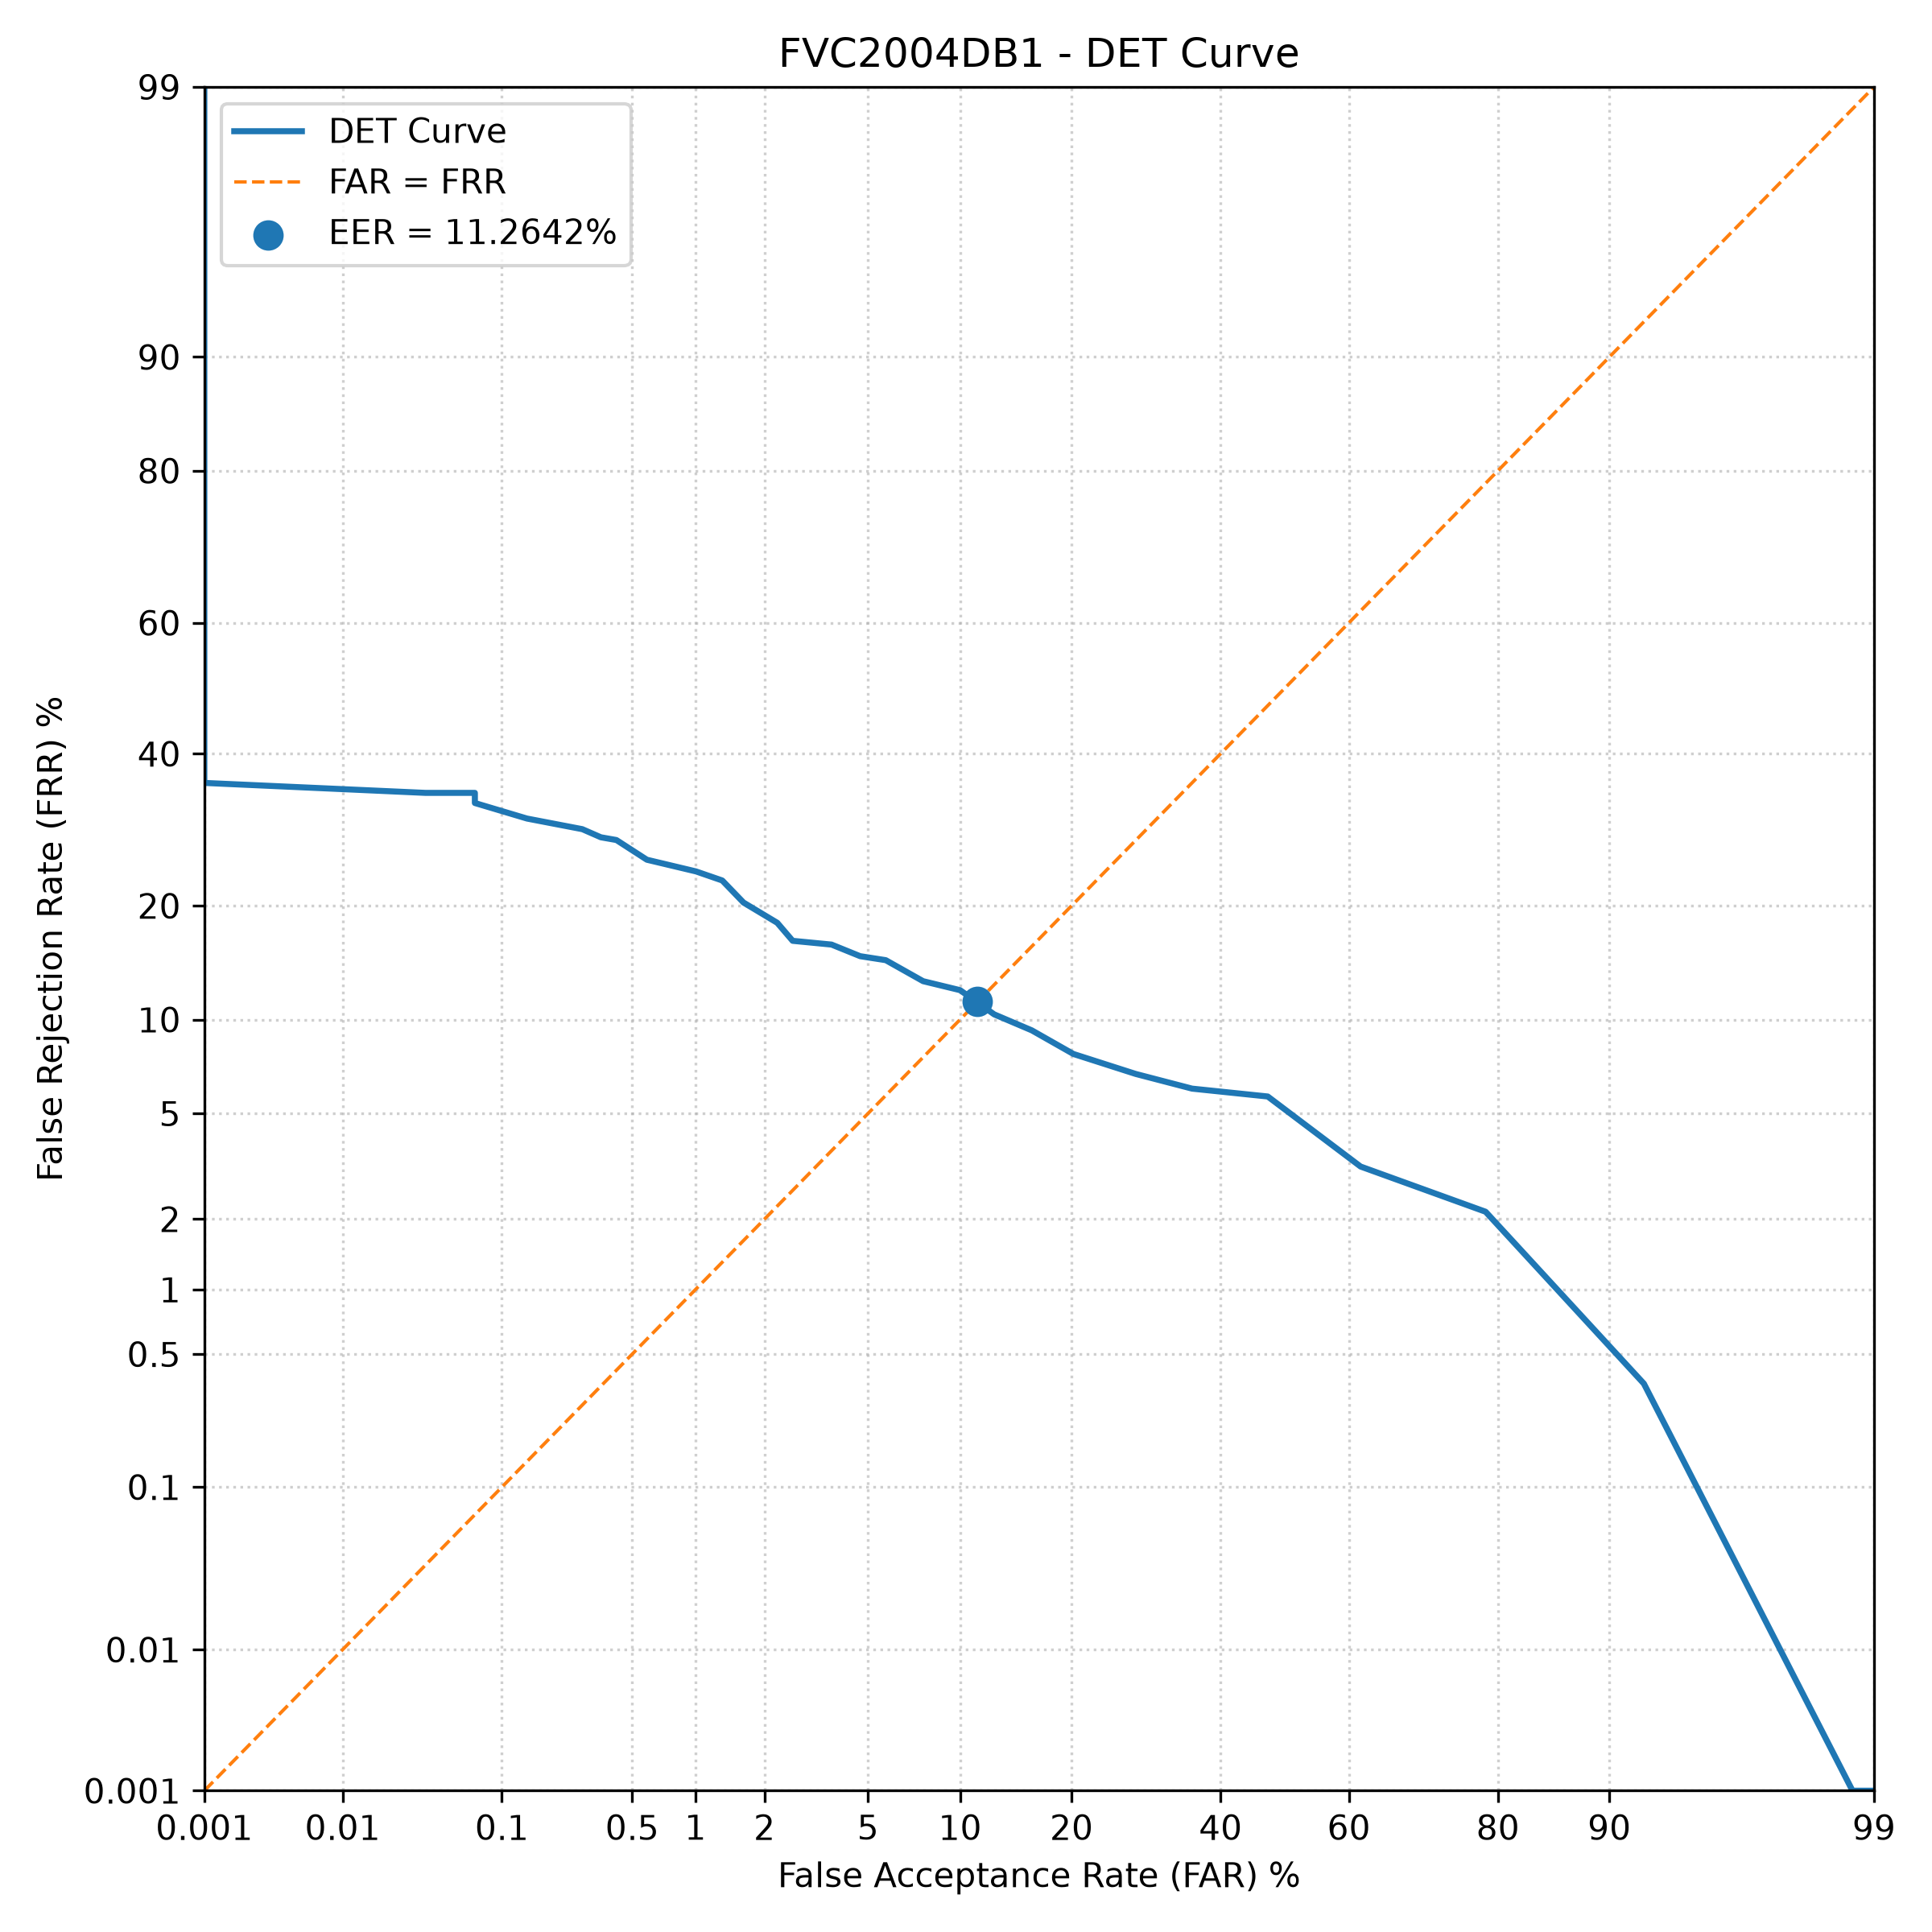 FVC2004DB1 - DET Curve
DET Curve
FAR = FRR
EER = 11.2642%
False Rejection Rate (FRR) %
99
90
80
60
40
20
10
5
2
1
0.5
0.1
0.01
0.001
0.001 0.01 0.1 0.5 1 2 5 10 20 40 60 80 90 99
False Acceptance Rate (FAR) %